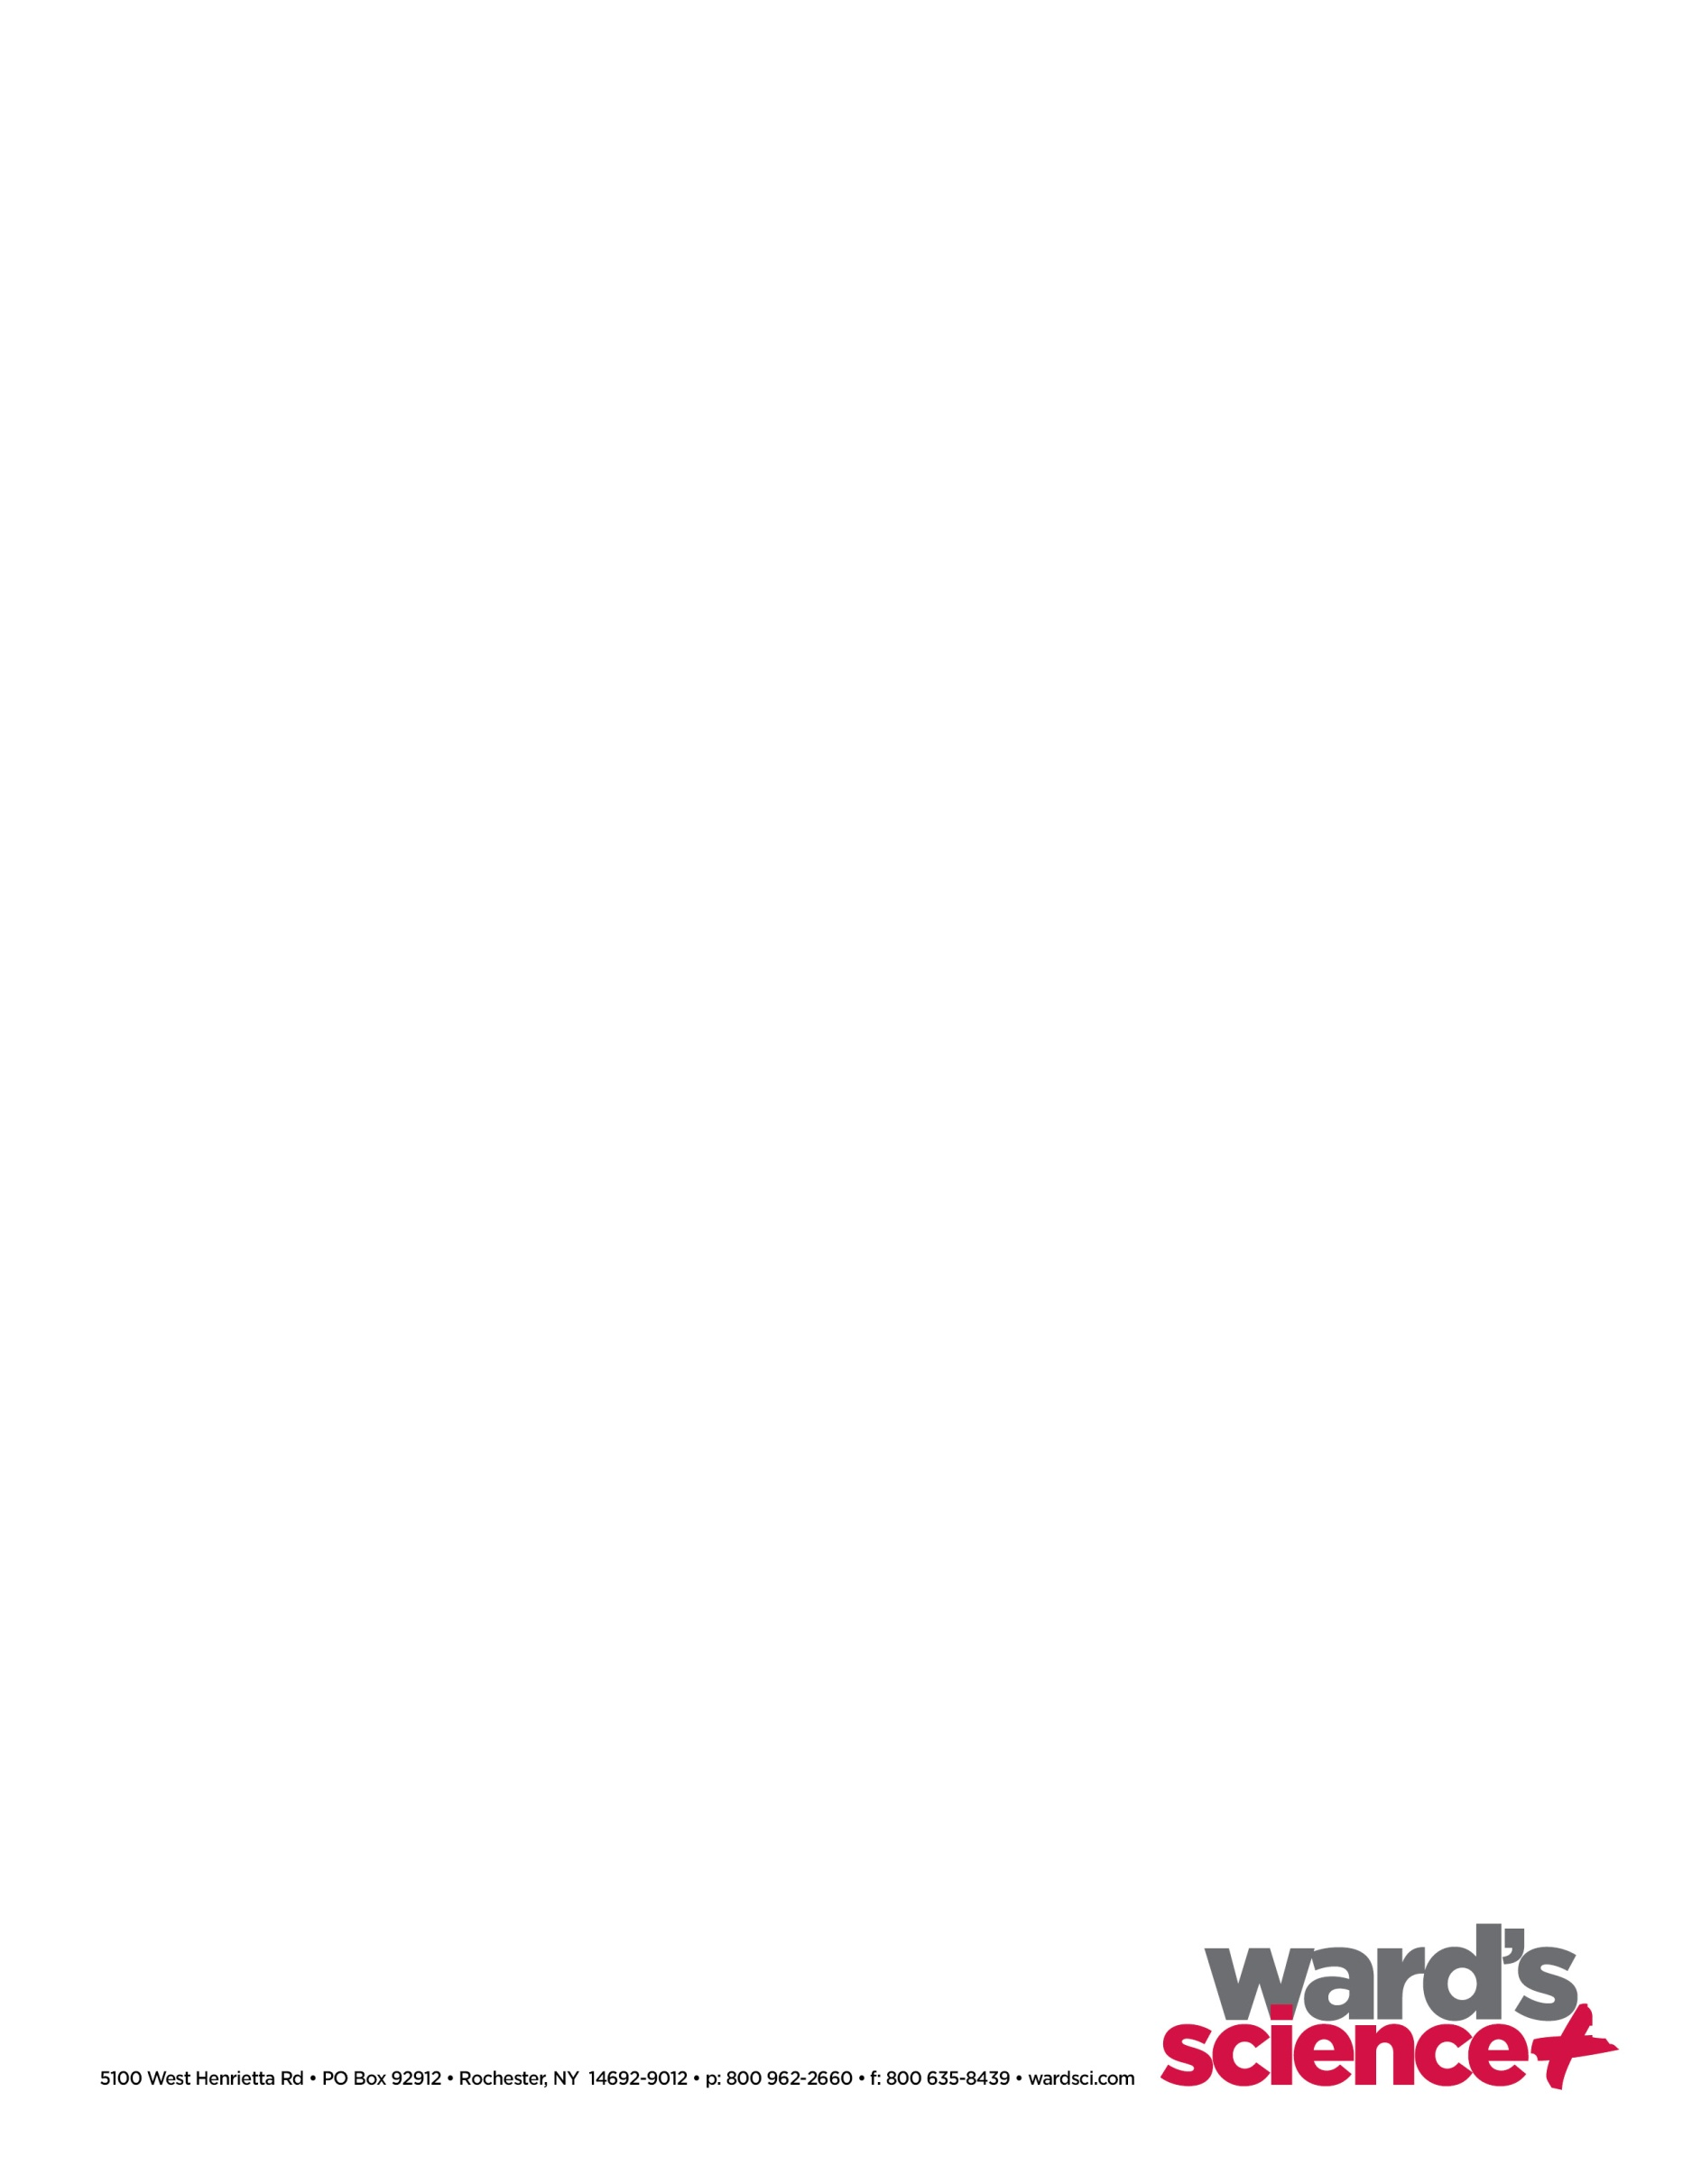 ward's
science+
5100 West Henrietta Rd • PO Box 92912 • Rochester, NY  14692-9012 • p: 800 962-2660 • f: 800 635-8439 • wardsci.com